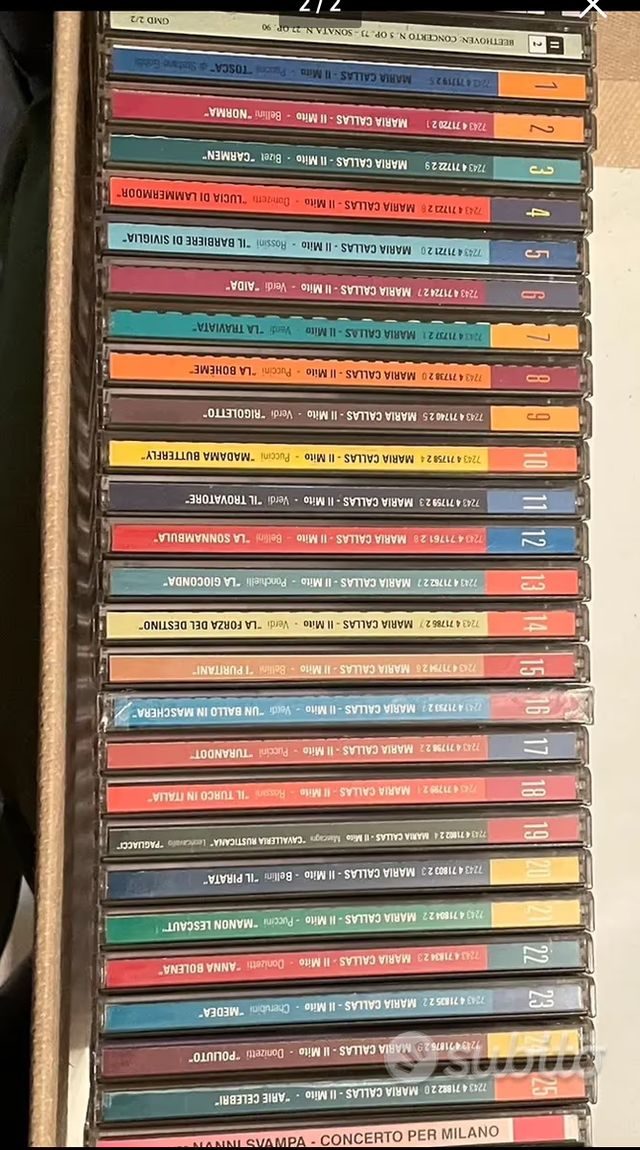 2/2
BEETHOVEN: CONCERTO N. 5 OP. 73 - SONATA N. 27 OP. 90
GMD 2/2
II
2
1 7243 4 71719 2 5 MARIA CALLAS - Il Mito - Puccini "TOSCA" di Stefano Gobbi
2 7243 4 71720 2 1 MARIA CALLAS - Il Mito - Bellini "NORMA"
3 7243 4 71722 2 9 MARIA CALLAS - Il Mito - Bizet "CARMEN"
4 7243 4 71723 2 8 MARIA CALLAS - Il Mito - Donizetti "LUCIA DI LAMMERMOOR"
5 7243 4 71721 2 0 MARIA CALLAS - Il Mito - Rossini "IL BARBIERE DI SIVIGLIA"
6 7243 4 71724 2 7 MARIA CALLAS - Il Mito - Verdi "AIDA"
7 7243 4 71737 2 1 MARIA CALLAS - Il Mito - Verdi "LA TRAVIATA"
8 7243 4 71738 2 0 MARIA CALLAS - Il Mito - Puccini "LA BOHÈME"
9 7243 4 71740 2 5 MARIA CALLAS - Il Mito - Verdi "RIGOLETTO"
10 7243 4 71758 2 4 MARIA CALLAS - Il Mito - Puccini "MADAMA BUTTERFLY"
11 7243 4 71759 2 3 MARIA CALLAS - Il Mito - Verdi "IL TROVATORE"
12 7243 4 71761 2 8 MARIA CALLAS - Il Mito - Bellini "LA SONNAMBULA"
13 7243 4 71762 2 7 MARIA CALLAS - Il Mito - Ponchielli "LA GIOCONDA"
14 7243 4 71785 2 7 MARIA CALLAS - Il Mito - Verdi "LA FORZA DEL DESTINO"
15 7243 4 71794 2 6 MARIA CALLAS - Il Mito - Bellini "I PURITANI"
16 7243 4 71793 2 7 MARIA CALLAS - Il Mito - Verdi "UN BALLO IN MASCHERA"
17 7243 4 71798 2 2 MARIA CALLAS - Il Mito - Puccini "TURANDOT"
18 7243 4 71799 2 1 MARIA CALLAS - Il Mito - Rossini "IL TURCO IN ITALIA"
19 7243 4 71802 2 4 MARIA CALLAS - Il Mito - Mascagni "CAVALLERIA RUSTICANA" Leoncavallo "PAGLIACCI"
20 7243 4 71803 2 3 MARIA CALLAS - Il Mito - Bellini "IL PIRATA"
21 7243 4 71804 2 2 MARIA CALLAS - Il Mito - Puccini "MANON LESCAUT"
22 7243 4 71834 2 3 MARIA CALLAS - Il Mito - Donizetti "ANNA BOLENA"
23 7243 4 71835 2 2 MARIA CALLAS - Il Mito - Cherubini "MEDEA"
24 7243 4 71876 2 9 MARIA CALLAS - Il Mito - Donizetti "POLIUTO"
25 7243 4 71882 2 0 MARIA CALLAS - Il Mito - "ARIE CELEBRI"
subito
NANNI SVAMPA - CONCERTO PER MILANO